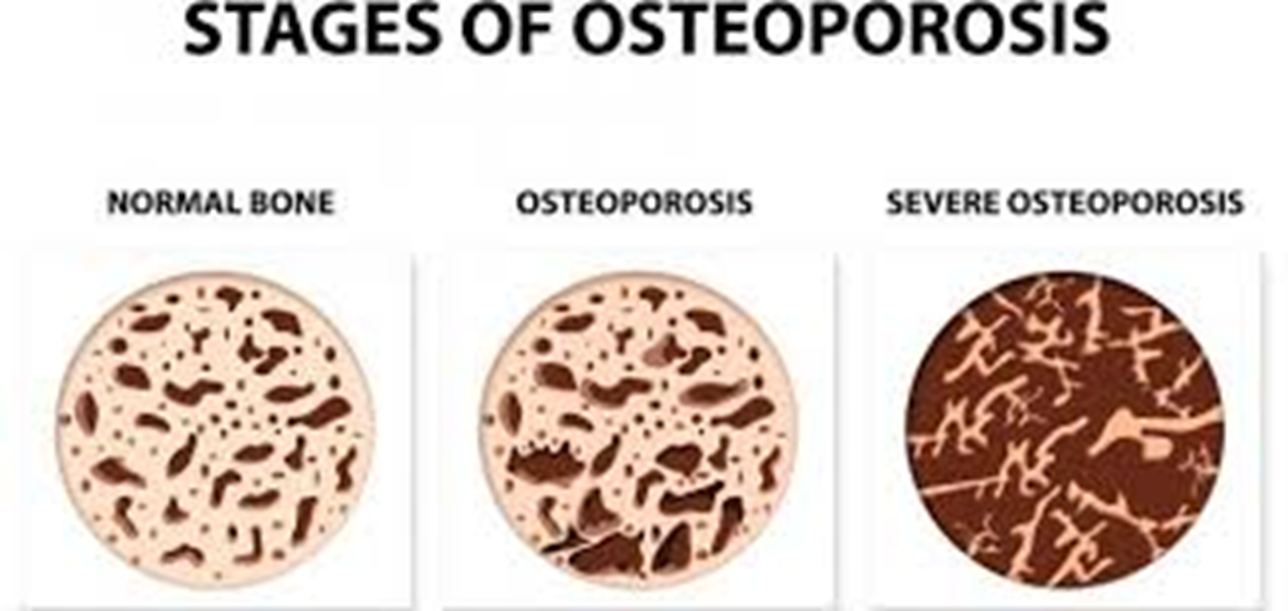 STAGES OF OSTEOPOROSIS
NORMAL BONE
OSTEOPOROSIS
SEVERE OSTEOPOROSIS